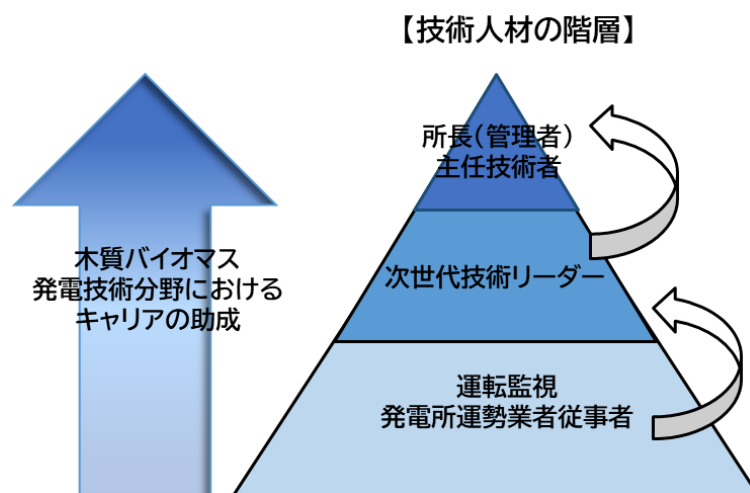 【技術人材の階層】
所長(管理者)
主任技術者
次世代技術リーダー
運転監視
発電所運勢業者従事者
木質バイオマス
発電技術分野における
キャリアの助成